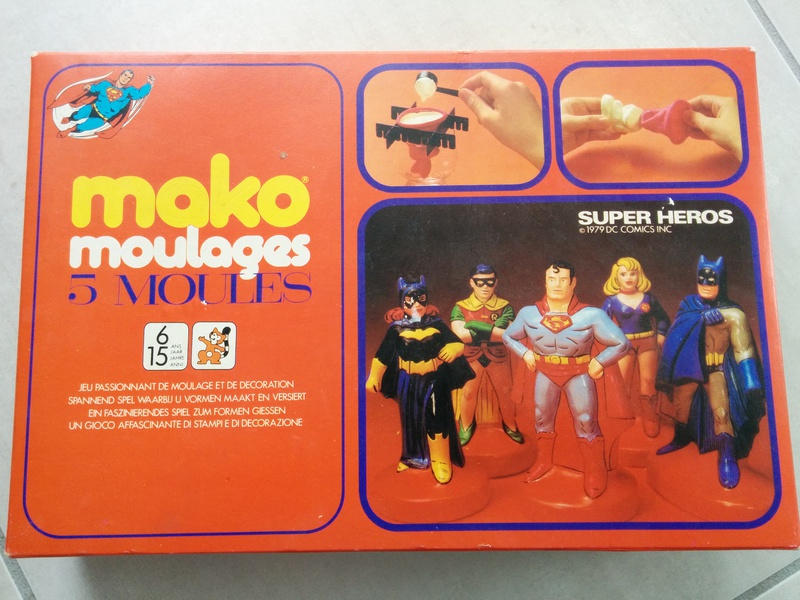 mako®
moulages
5 MOULES
6
15
ANS
JAAR
JAHRE
ANNI
JEU PASSIONNANT DE MOULAGE ET DE DECORATION
SPANNEND SPEL WAARBIJ U VORMEN MAAKT EN VERSIERT
EIN FASZINIERENDES SPIEL ZUM FORMEN GIESSEN
UN GIOCO AFFASCINANTE DI STAMPI E DI DECORAZIONE
SUPER HEROS
© 1979 DC COMICS INC